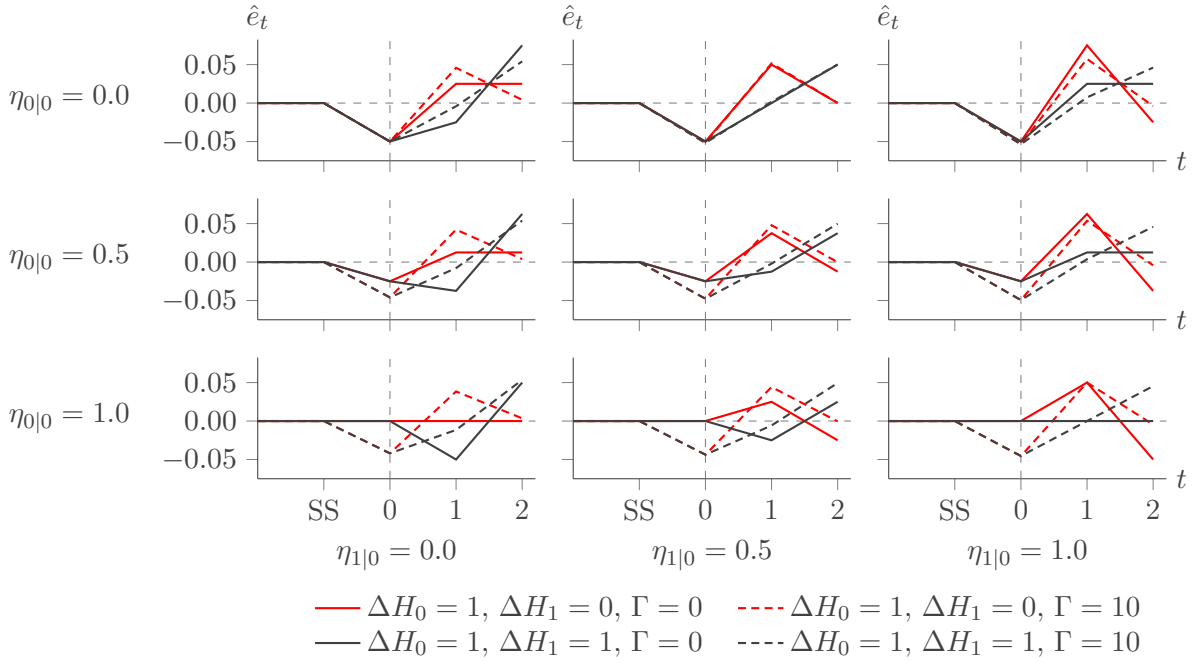 ê_t ê_t ê_t
η_{0|0} = 0.0
0.05
0.00
−0.05
t
η_{0|0} = 0.5
0.05
0.00
−0.05
t
η_{0|0} = 1.0
0.05
0.00
−0.05
t
SS 0 1 2 SS 0 1 2 SS 0 1 2
η_{1|0} = 0.0 η_{1|0} = 0.5 η_{1|0} = 1.0
ΔH_0 = 1, ΔH_1 = 0, Γ = 0 ΔH_0 = 1, ΔH_1 = 0, Γ = 10
ΔH_0 = 1, ΔH_1 = 1, Γ = 0 ΔH_0 = 1, ΔH_1 = 1, Γ = 10